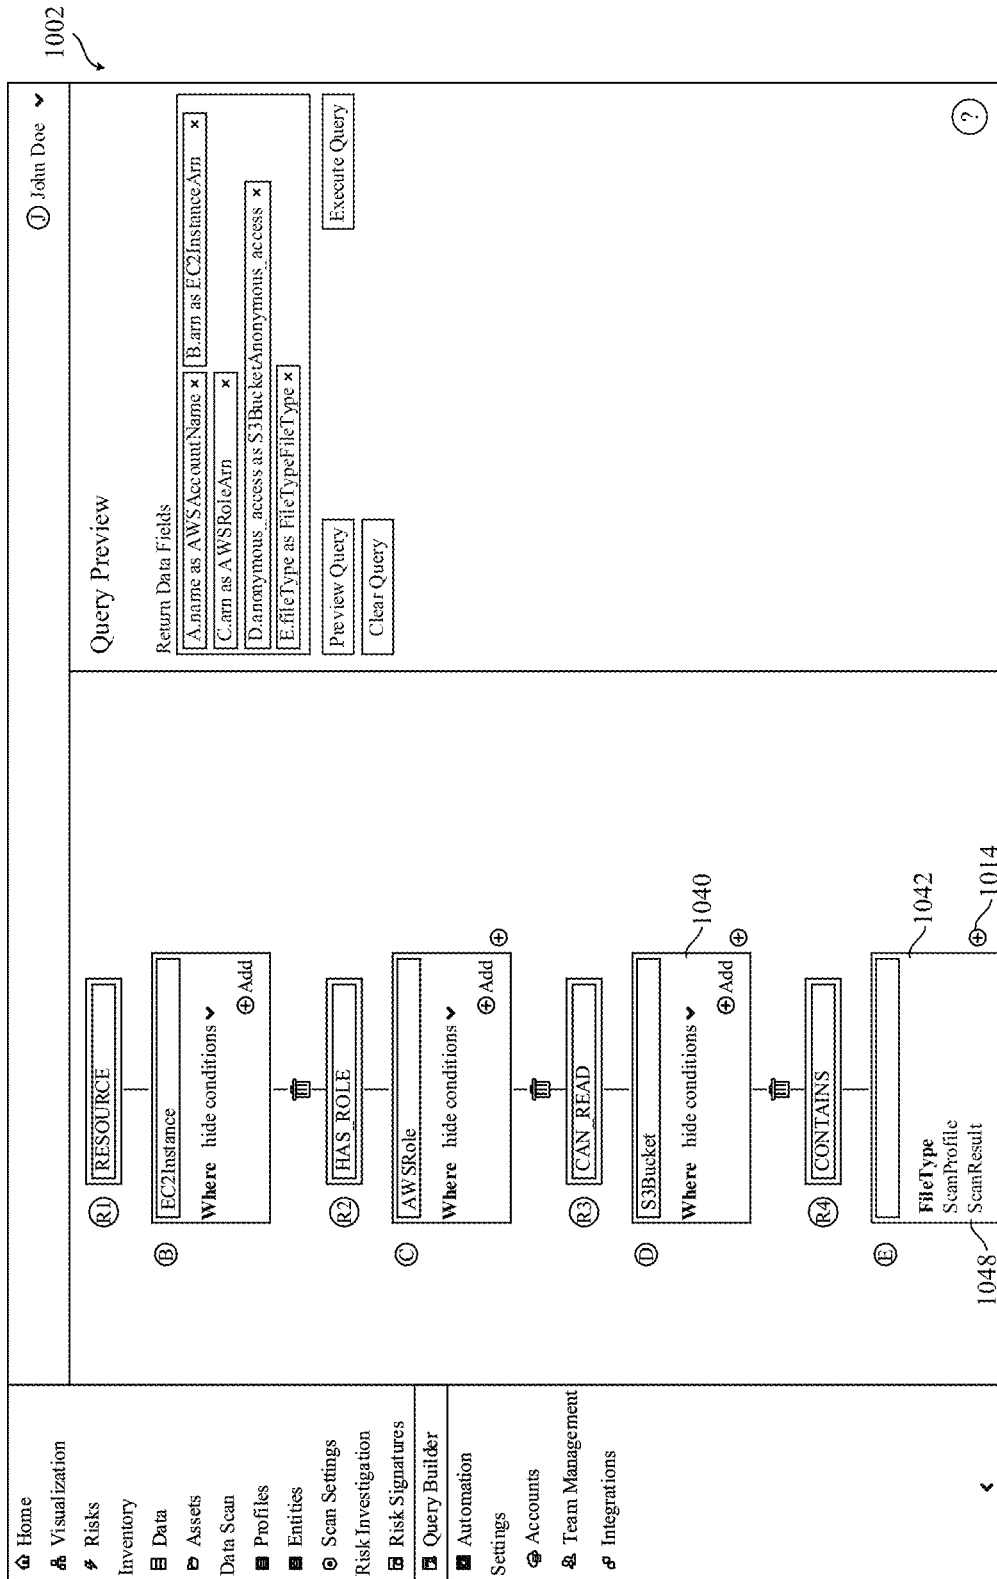 1002
J John Doe
Home
Visualization
Risks
Inventory
Data
Assets
Data Scan
Profiles
Entities
Scan Settings
Risk Investigation
Risk Signatures
Query Builder
Automation
Settings
Accounts
Team Management
Integrations
R1 RESOURCE
B EC2Instance
Where hide conditions
Add
R2 HAS_ROLE
C AWSRole
Where hide conditions
Add
R3 CAN_READ
D S3Bucket
Where hide conditions
Add
1040
R4 CONTAINS
E
1042
FileType
ScanProfile
ScanResult
1048
1014
Query Preview
Return Data Fields
A.name as AWSAccountName × B.arn as EC2InstanceArn ×
C.arn as AWSRoleArn ×
D.anonymous_access as S3BucketAnonymous_access ×
E.fileType as FileTypeFileType ×
Preview Query Execute Query
Clear Query
?